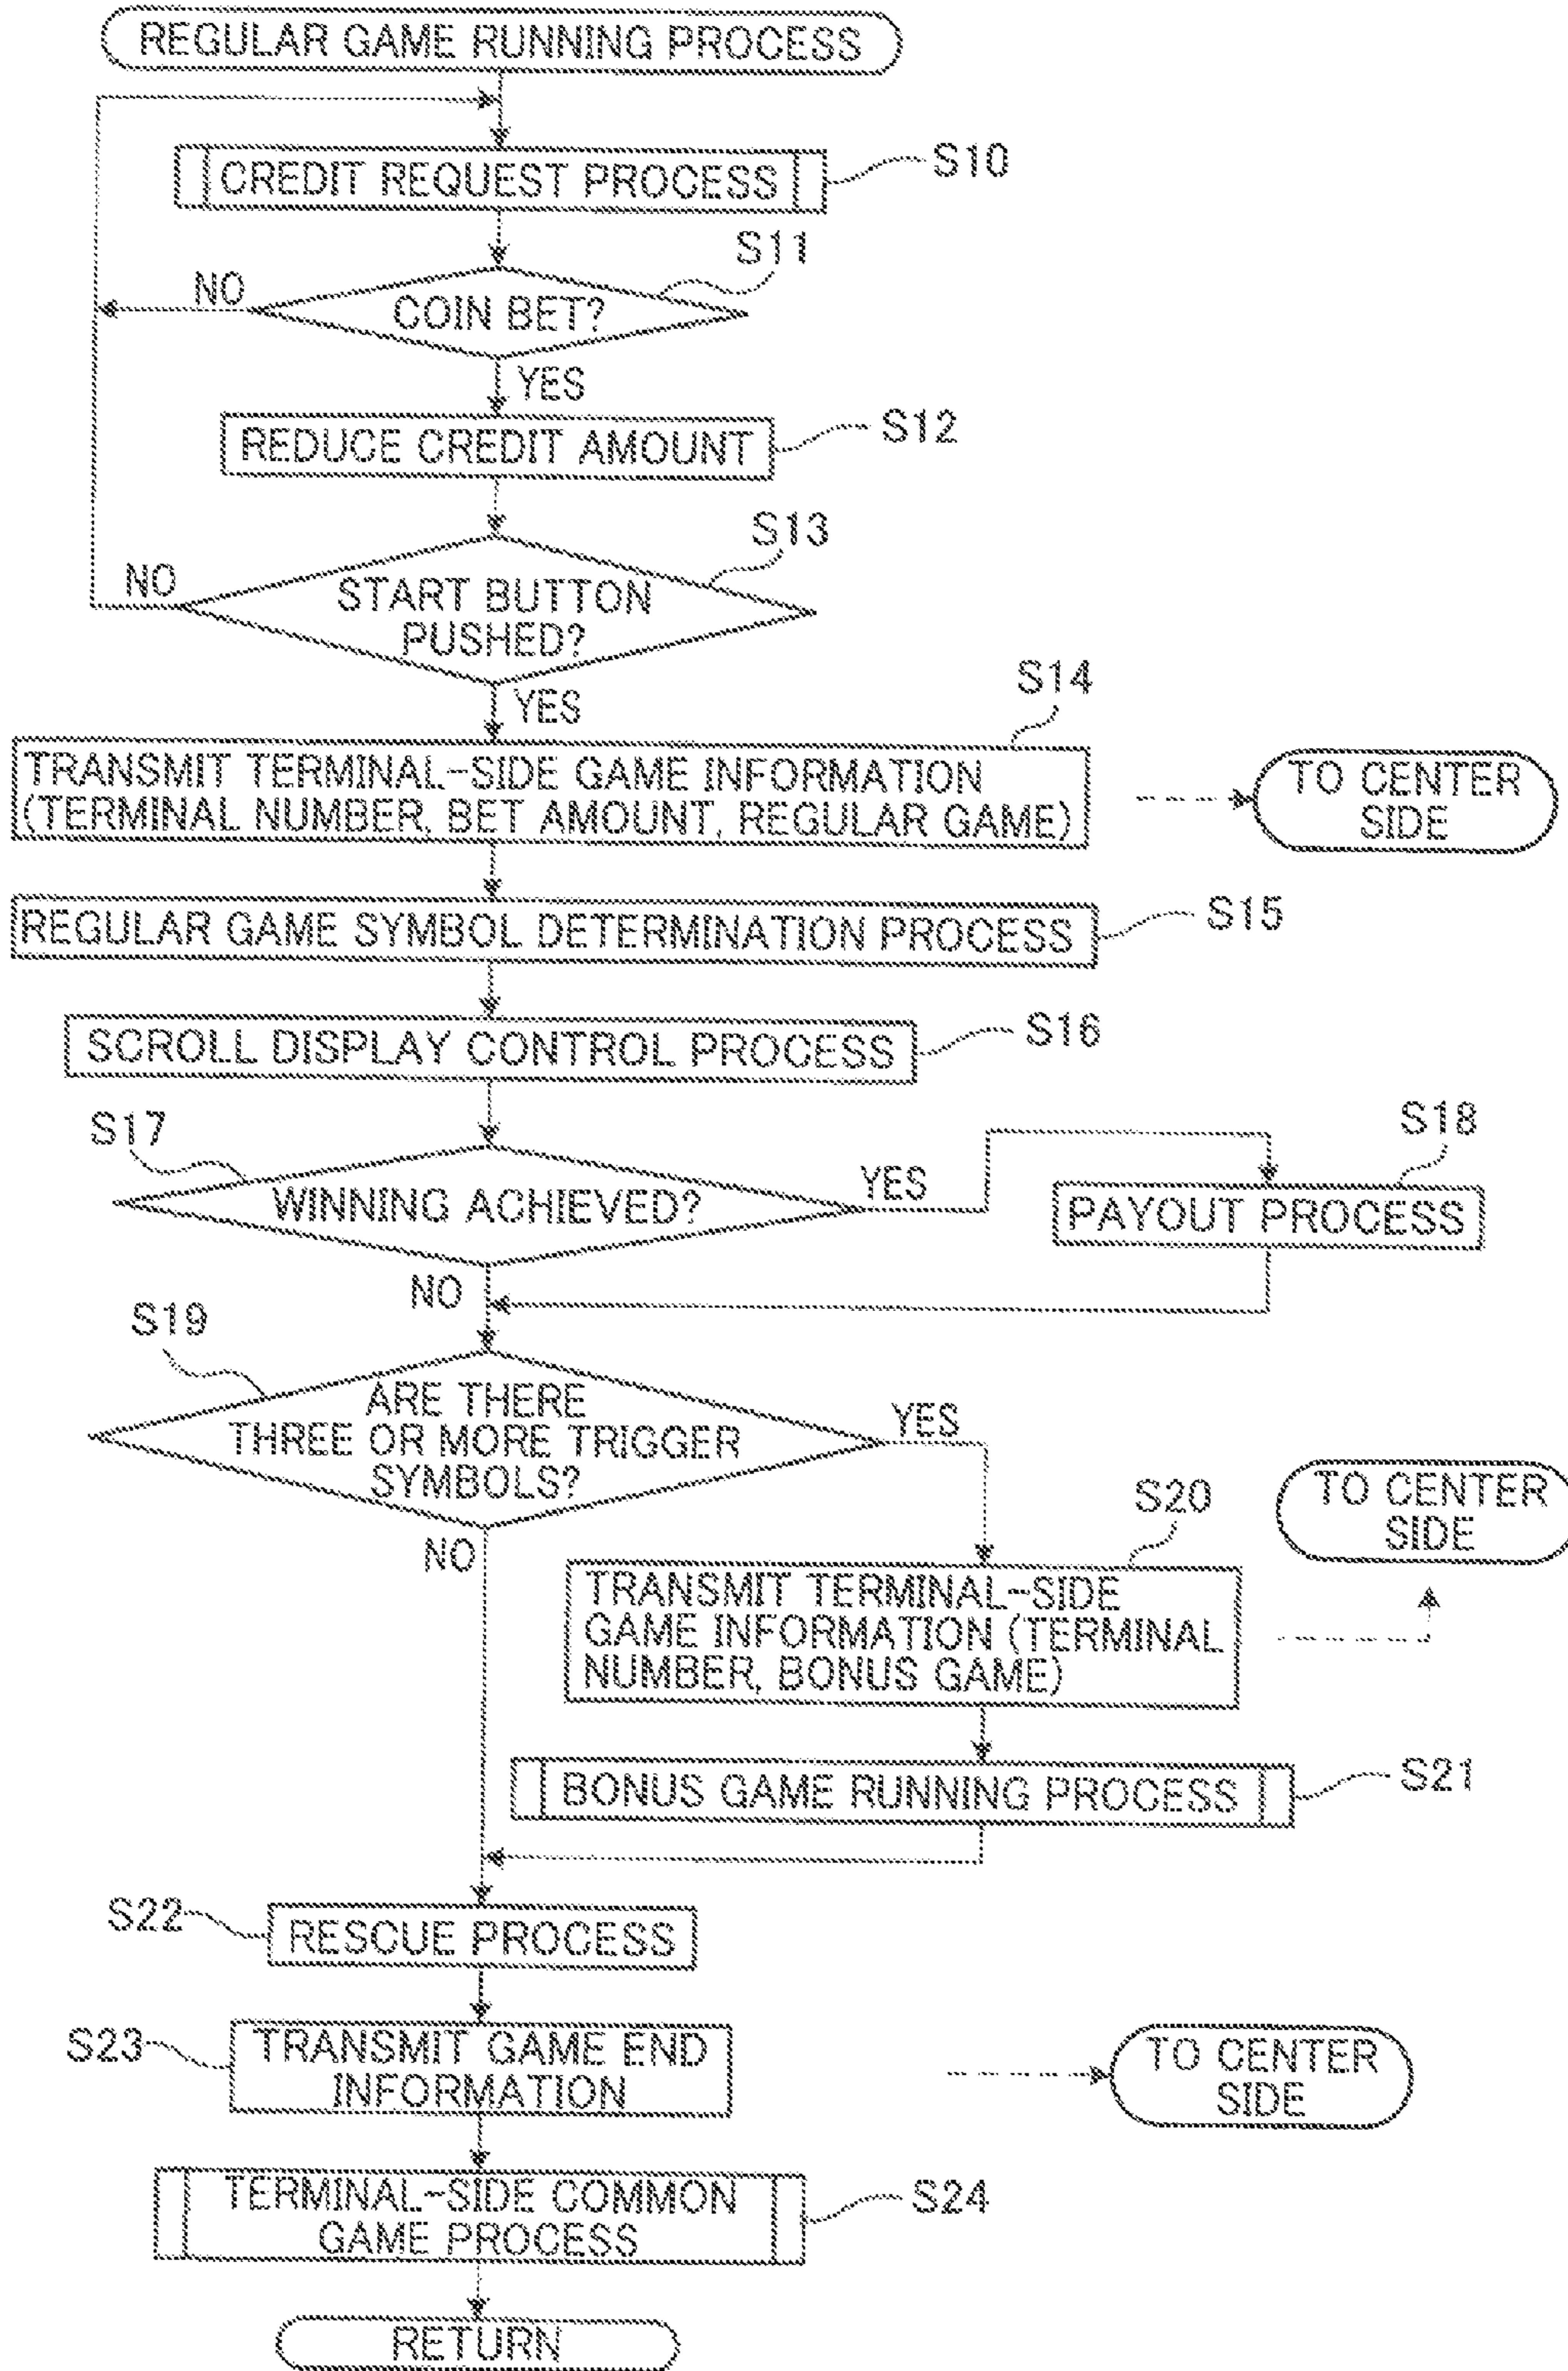 REGULAR GAME RUNNING PROCESS
CREDIT REQUEST PROCESS
S10
S11
NO
COIN BET?
YES
REDUCE CREDIT AMOUNT
S12
S13
NO
START BUTTON
PUSHED?
YES
S14
TRANSMIT TERMINAL-SIDE GAME INFORMATION
(TERMINAL NUMBER, BET AMOUNT, REGULAR GAME)
TO CENTER
SIDE
REGULAR GAME SYMBOL DETERMINATION PROCESS
S15
SCROLL DISPLAY CONTROL PROCESS
S16
S17
WINNING ACHIEVED?
YES
S18
PAYOUT PROCESS
NO
S19
ARE THERE
THREE OR MORE TRIGGER
SYMBOLS?
YES
NO
S20
TRANSMIT TERMINAL-SIDE
GAME INFORMATION (TERMINAL
NUMBER, BONUS GAME)
TO CENTER
SIDE
BONUS GAME RUNNING PROCESS
S21
S22
RESCUE PROCESS
S23
TRANSMIT GAME END
INFORMATION
TO CENTER
SIDE
TERMINAL-SIDE COMMON
GAME PROCESS
S24
RETURN